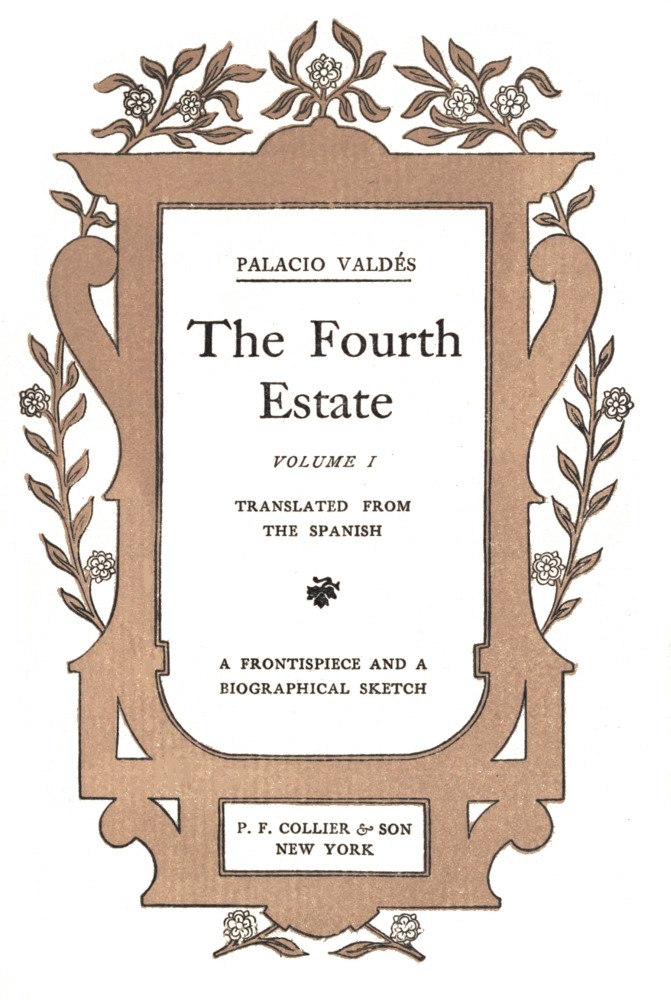 PALACIO VALDÉS
The Fourth
Estate
VOLUME I
TRANSLATED FROM
THE SPANISH
A FRONTISPIECE AND A
BIOGRAPHICAL SKETCH
P. F. COLLIER & SON
NEW YORK